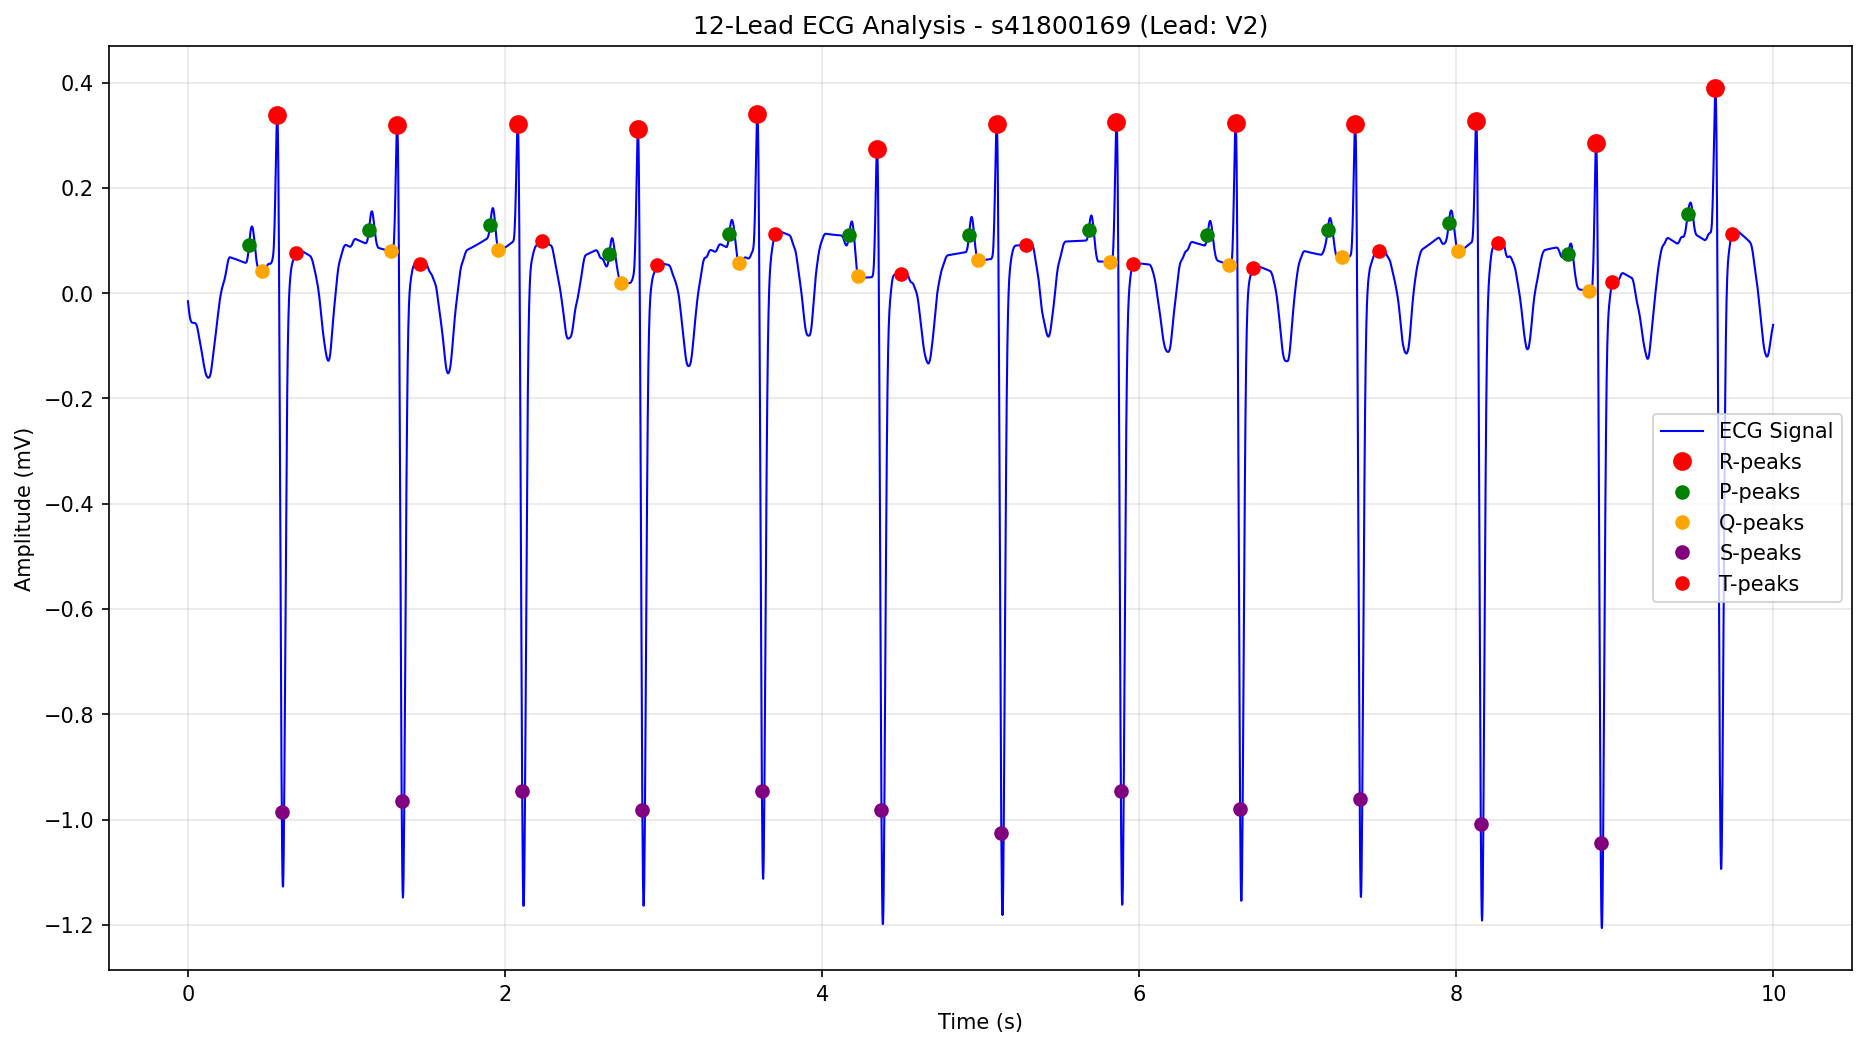 12-Lead ECG Analysis - s41800169 (Lead: V2)
Amplitude (mV)
0.4
0.2
0.0
−0.2
−0.4
−0.6
−0.8
−1.0
−1.2
ECG Signal
R-peaks
P-peaks
Q-peaks
S-peaks
T-peaks
0 2 4 6 8 10
Time (s)